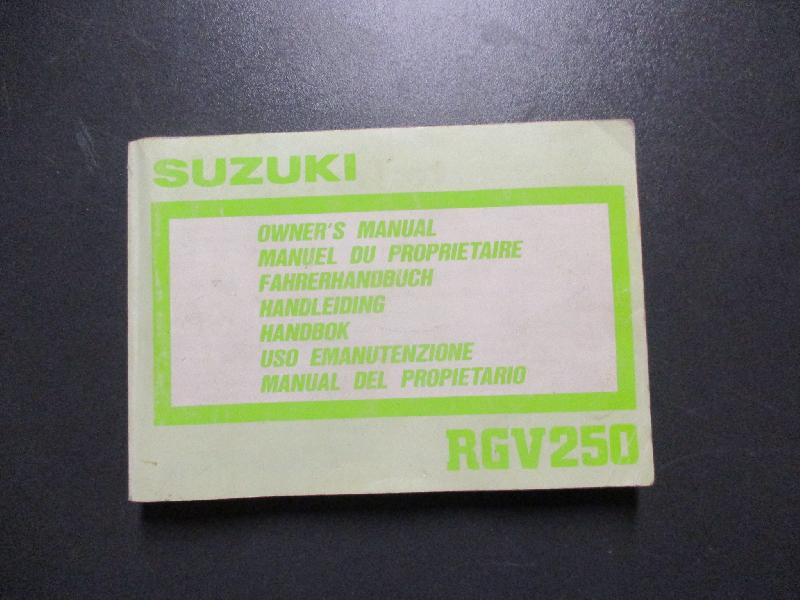 SUZUKI
OWNER'S MANUAL
MANUEL DU PROPRIETAIRE
FAHRERHANDBUCH
HANDLEIDING
HANDBOK
USO EMANUTENZIONE
MANUAL DEL PROPIETARIO
RGV250